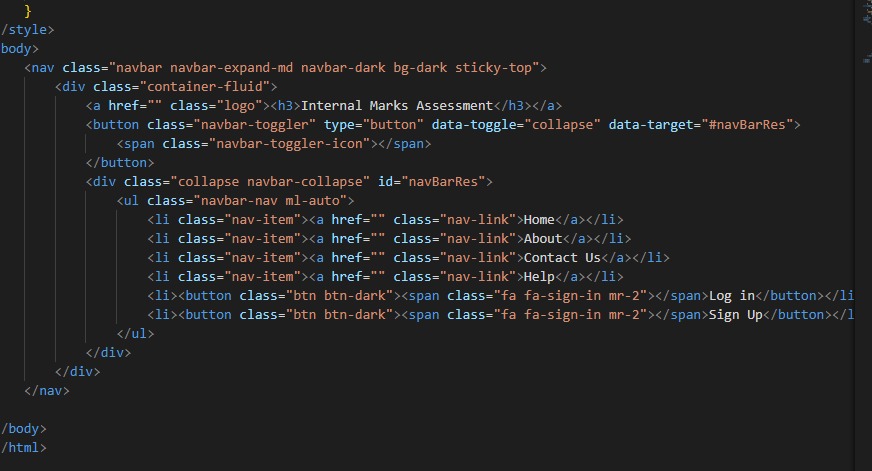 }
/style>
body>
<nav class="navbar navbar-expand-md navbar-dark bg-dark sticky-top">
<div class="container-fluid">
<a href="" class="logo"><h3>Internal Marks Assessment</h3></a>
<button class="navbar-toggler" type="button" data-toggle="collapse" data-target="#navBarRes">
<span class="navbar-toggler-icon"></span>
</button>
<div class="collapse navbar-collapse" id="navBarRes">
<ul class="navbar-nav ml-auto">
<li class="nav-item"><a href="" class="nav-link">Home</a></li>
<li class="nav-item"><a href="" class="nav-link">About</a></li>
<li class="nav-item"><a href="" class="nav-link">Contact Us</a></li>
<li class="nav-item"><a href="" class="nav-link">Help</a></li>
<li><button class="btn btn-dark"><span class="fa fa-sign-in mr-2"></span>Log in</button></li
<li><button class="btn btn-dark"><span class="fa fa-sign-in mr-2"></span>Sign Up</button></l
</ul>
</div>
</div>
</nav>
/body>
/html>